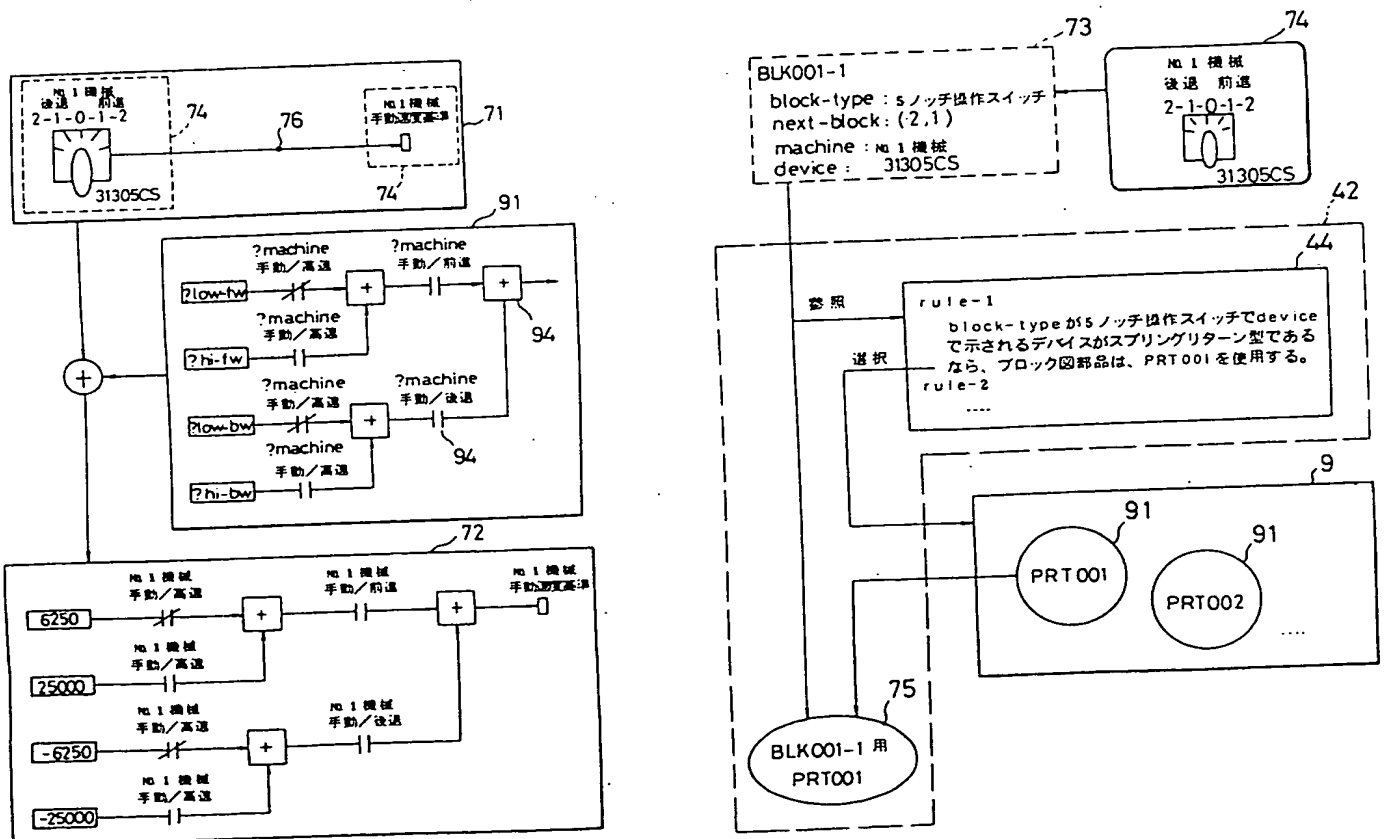 No.1 機械
後退 前進
2-1-0-1-2
31305CS
74
76
No.1 機械
手動速度基準
74
71
91
?machine
手動/高速
?low-fw
+
?machine
手動/前進
+
94
?machine
手動/高速
?hi-fw
+
?machine
手動/高速
?low-bw
+
?machine
手動/後退
94
?machine
手動/高速
?hi-bw
72
No.1 機械
手動/高速
6250
+
No.1 機械
手動/前進
+
No.1 機械
手動速度基準
No.1 機械
手動/高速
25000
No.1 機械
手動/高速
-6250
+
No.1 機械
手動/後退
No.1 機械
手動/高速
-25000
73
BLK001-1
block-type : 5ノッチ操作スイッチ
next-block : (-2,1)
machine : No.1 機械
device : 31305CS
74
No.1 機械
後退 前進
2-1-0-1-2
31305CS
42
44
参照
rule-1
block-typeが5ノッチ操作スイッチでdevice
で示されるデバイスがスプリングリターン型である
なら、ブロック図部品は、PRT001を使用する。
rule-2
....
選択
9
91
PRT001
91
PRT002
....
75
BLK001-1 用
PRT001